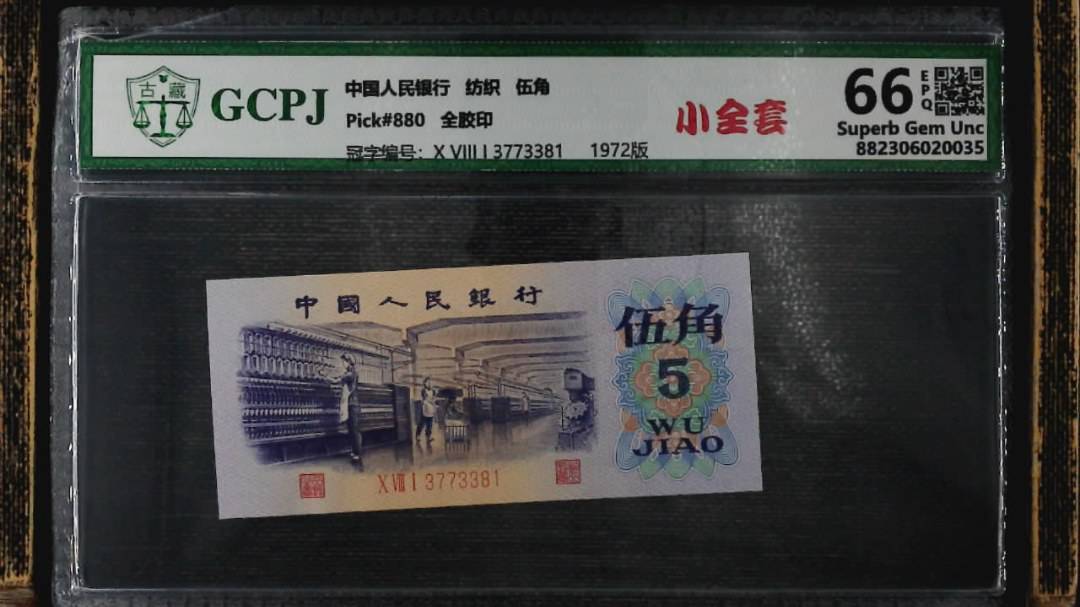 古藏
GCPJ
中国人民银行 纺织 伍角
Pick#880 全胶印
冠字编号: X VIII I 3773381 1972版
小全套
66
EPQ
Superb Gem Unc
882306020035
中國人民銀行
伍角
5
WU
JIAO
X VIII I 3773381